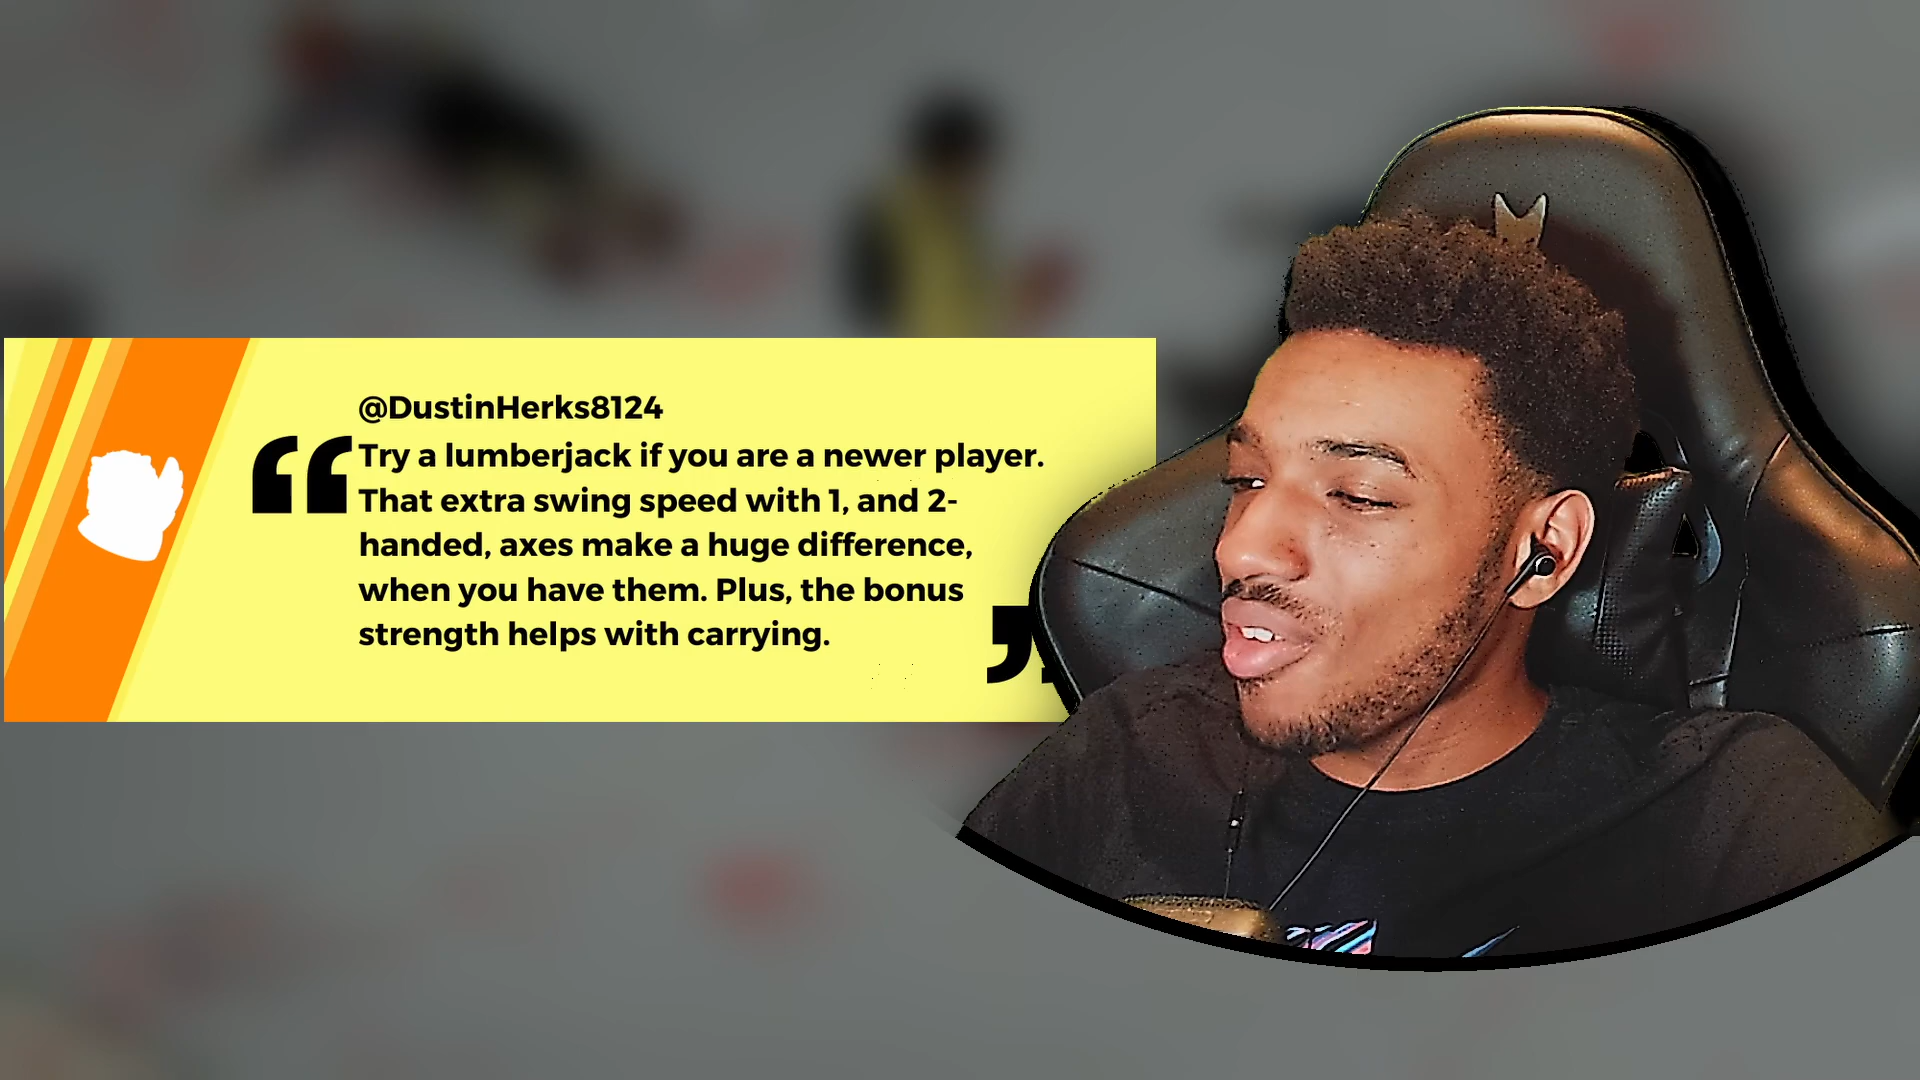 @DustinHerks8124
Try a lumberjack if you are a newer player.
That extra swing speed with 1, and 2-
handed, axes make a huge difference,
when you have them. Plus, the bonus
strength helps with carrying.